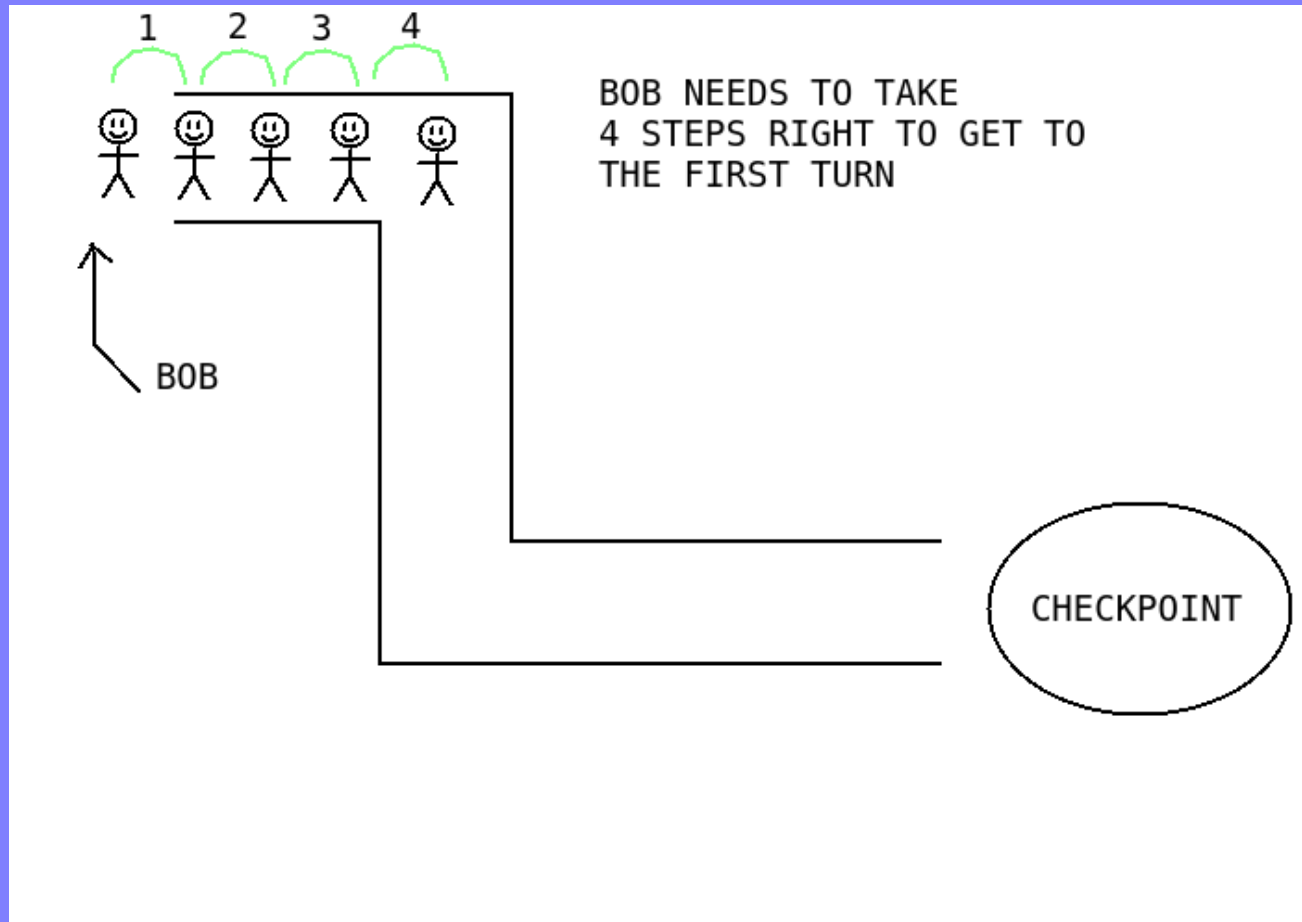 1 2 3 4
BOB NEEDS TO TAKE
4 STEPS RIGHT TO GET TO
THE FIRST TURN
BOB
CHECKPOINT